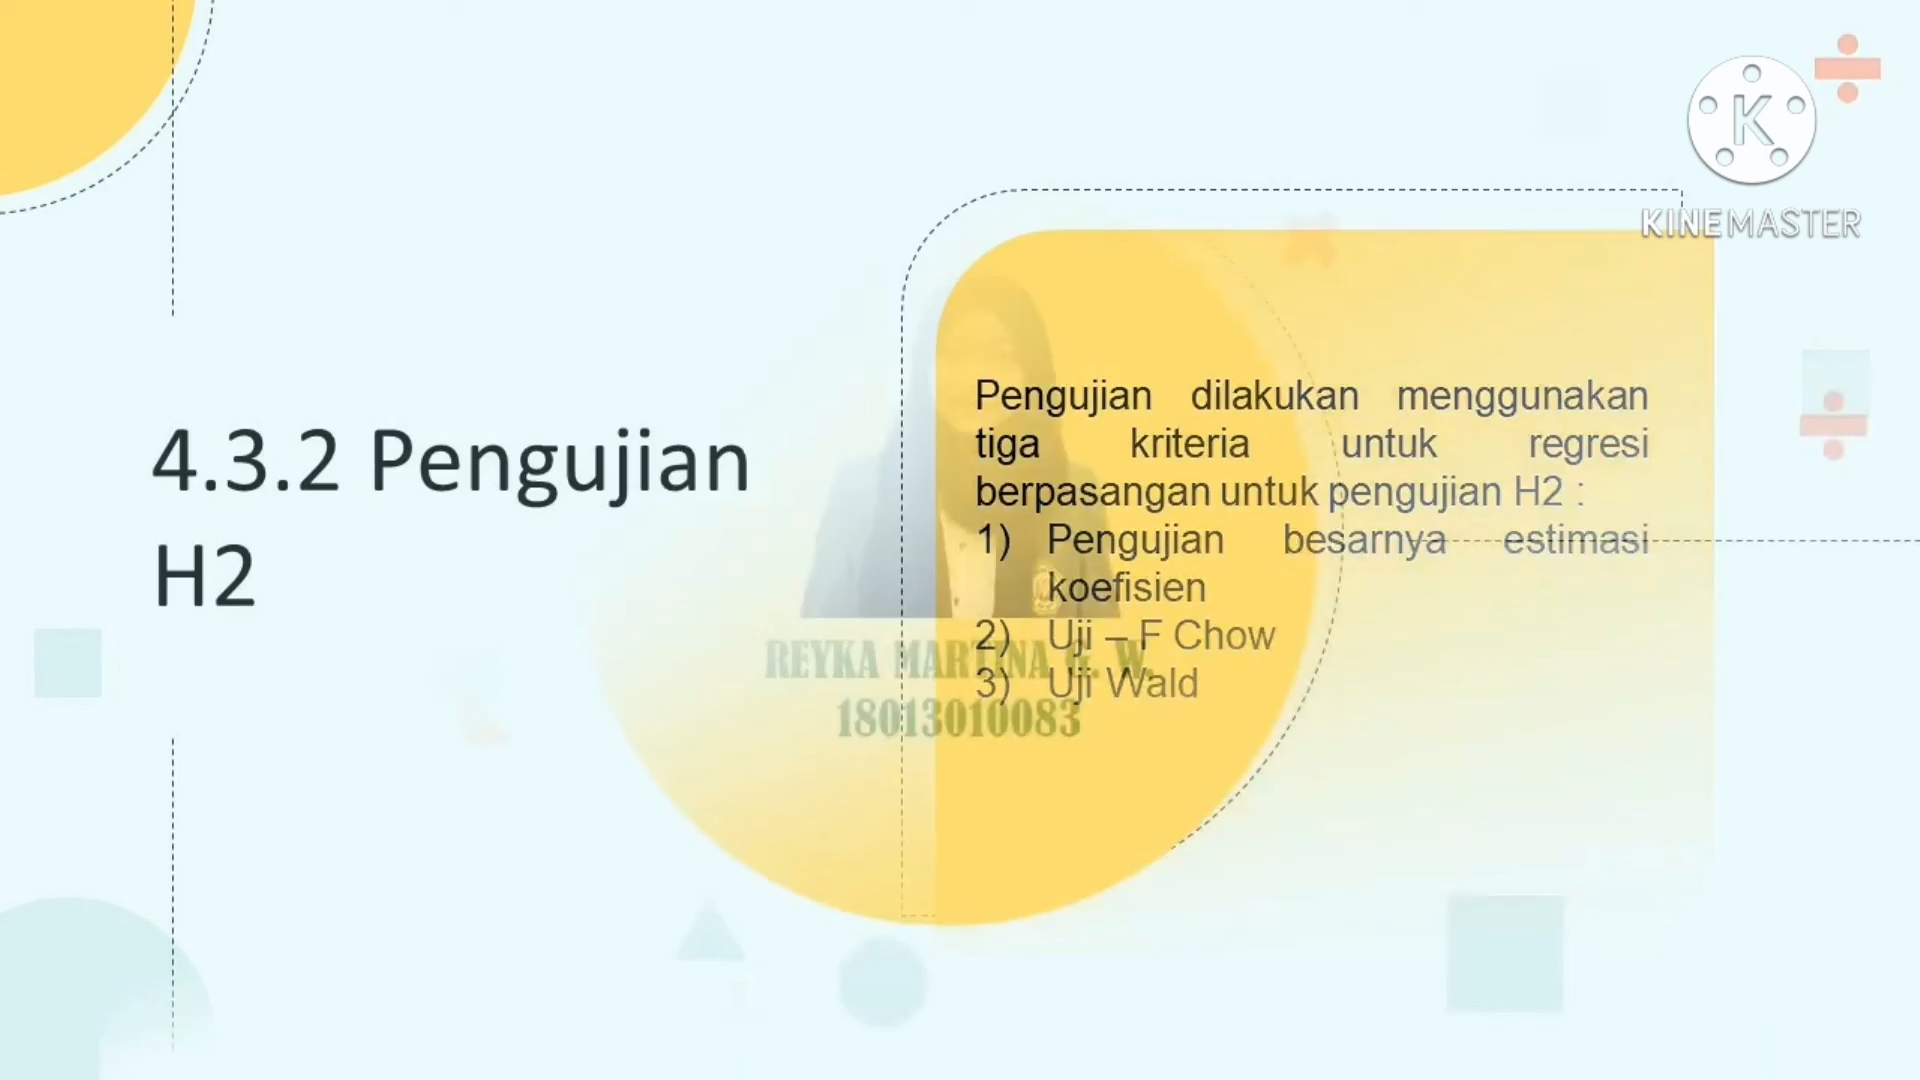 K
KINEMASTER
4.3.2 Pengujian
H2
Pengujian dilakukan menggunakan
tiga kriteria untuk regresi
berpasangan untuk pengujian H2 :
1) Pengujian besarnya estimasi
koefisien
2) Uji – F Chow
3) Uji Wald
REYKA MARTINA G. W.
18013010083